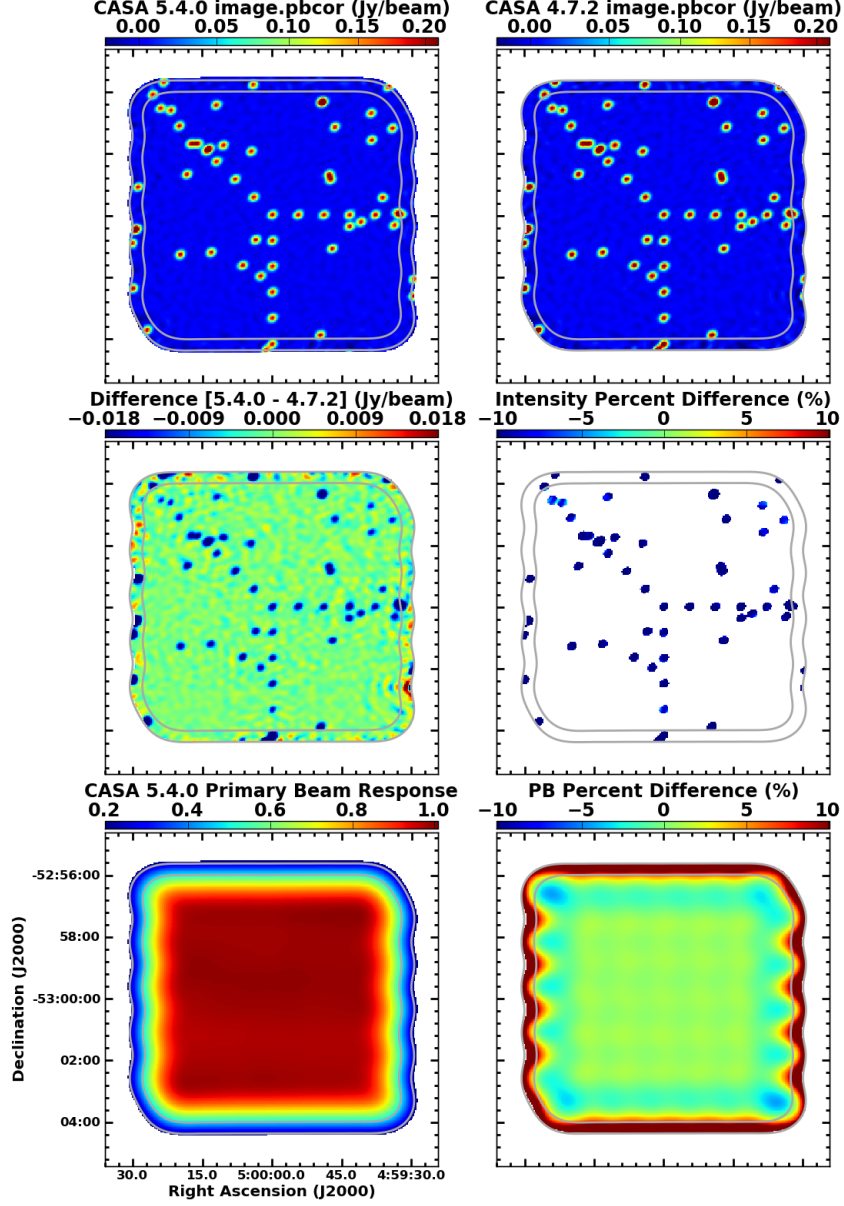 CASA 5.4.0 image.pbcor (Jy/beam) CASA 4.7.2 image.pbcor (Jy/beam)
0.00 0.05 0.10 0.15 0.20 0.00 0.05 0.10 0.15 0.20
Difference [5.4.0 - 4.7.2] (Jy/beam) Intensity Percent Difference (%)
−0.018 −0.009 0.000 0.009 0.018 −10 −5 0 5 10
CASA 5.4.0 Primary Beam Response PB Percent Difference (%)
0.2 0.4 0.6 0.8 1.0 −10 −5 0 5 10
-52:56:00
58:00
-53:00:00
02:00
04:00
Declination (J2000)
30.0 15.0 5:00:00.0 45.0 4:59:30.0
Right Ascension (J2000)